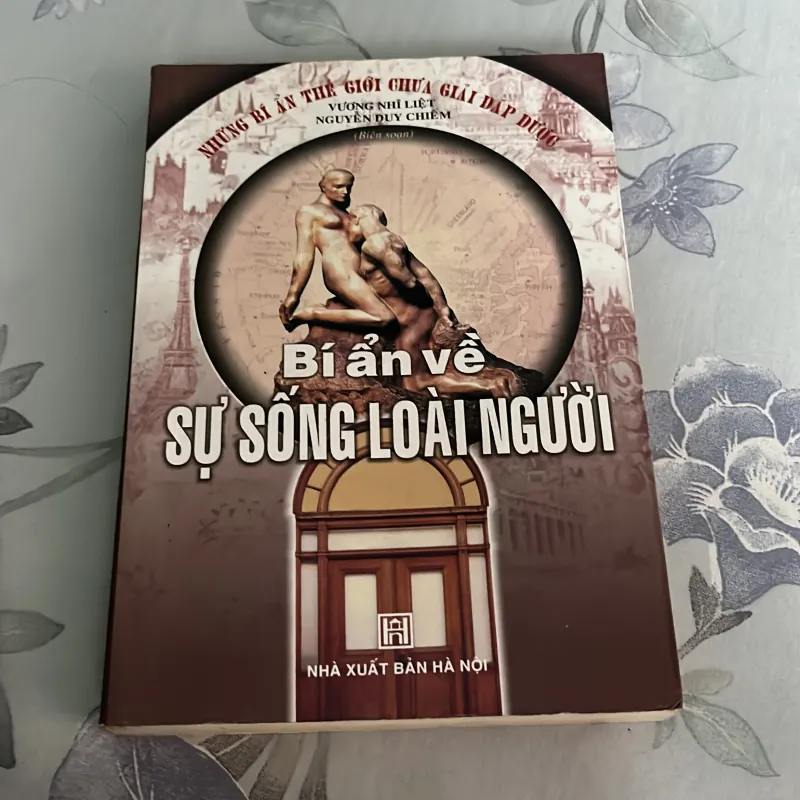 NHỮNG BÍ ẨN THẾ GIỚI CHƯA GIẢI ĐÁP ĐƯỢC
VƯƠNG NHĨ LIỆT
NGUYỄN DUY CHIẾM
(Biên soạn)
GREENLAND
Bí ẩn về
SỰ SỐNG LOÀI NGƯỜI
NHÀ XUẤT BẢN HÀ NỘI